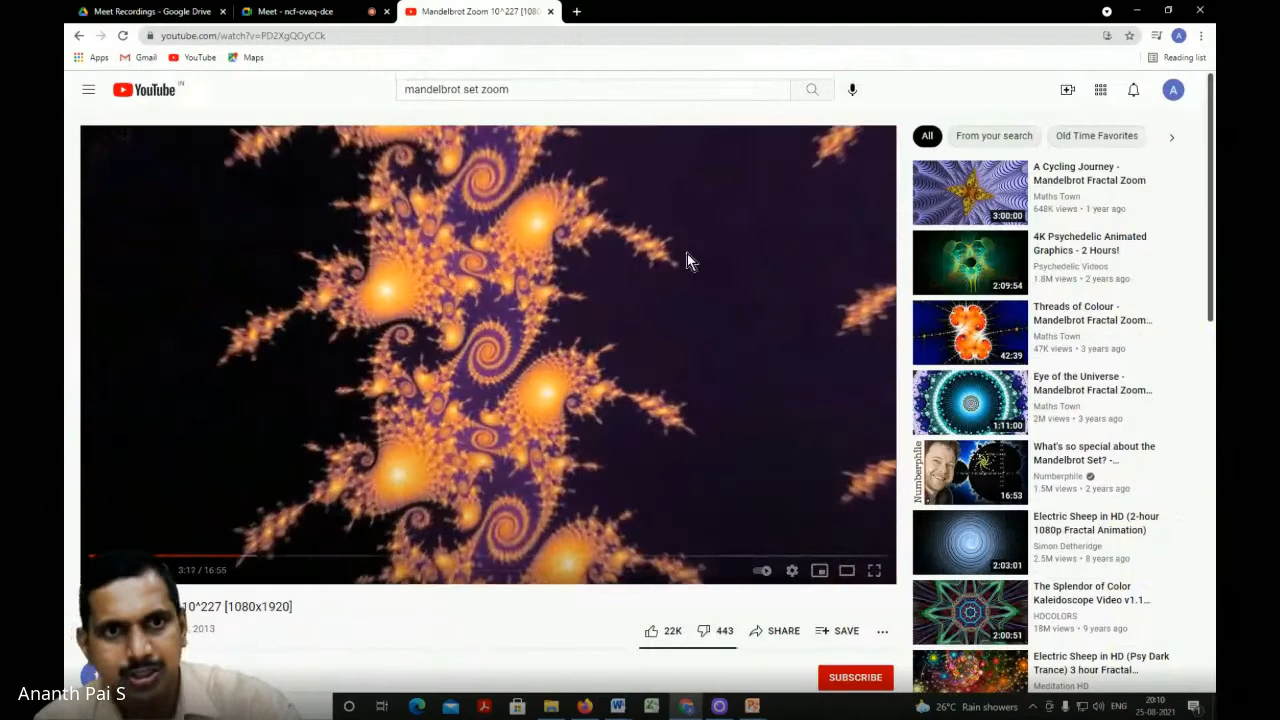 Meet Recordings - Google Drive
Meet - ncf-ovaq-dce
Mandelbrot Zoom 10^227 [1080
youtube.com/watch?v=PD2XgQOyCCk
A
Apps
Gmail
YouTube
Maps
Reading list
YouTube IN
mandelbrot set zoom
A
All
From your search
Old Time Favorites
A Cycling Journey -
Mandelbrot Fractal Zoom
Maths Town
648K views • 1 year ago
3:00:00
4K Psychedelic Animated
Graphics - 2 Hours!
Psychedelic Videos
1.8M views • 2 years ago
2:09:54
Threads of Colour -
Mandelbrot Fractal Zoom...
Maths Town
47K views • 3 years ago
42:39
Eye of the Universe -
Mandelbrot Fractal Zoom...
Maths Town
2M views • 3 years ago
1:11:00
What's so special about the
Mandelbrot Set? -...
Numberphile
1.5M views • 2 years ago
Numberphile
16:53
Electric Sheep in HD (2-hour
1080p Fractal Animation)
Simon Detheridge
2.5M views • 8 years ago
2:03:01
The Splendor of Color
Kaleidoscope Video v1.1...
HDCOLORS
18M views • 9 years ago
2:00:51
Electric Sheep in HD (Psy Dark
Trance) 3 hour Fractal...
Meditation HD
3:12 / 16:55
10^227 [1080x1920]
, 2013
22K
443
SHARE
SAVE
SUBSCRIBE
Ananth Pai S
26°C Rain showers
ENG
20:10
25-08-2021
1